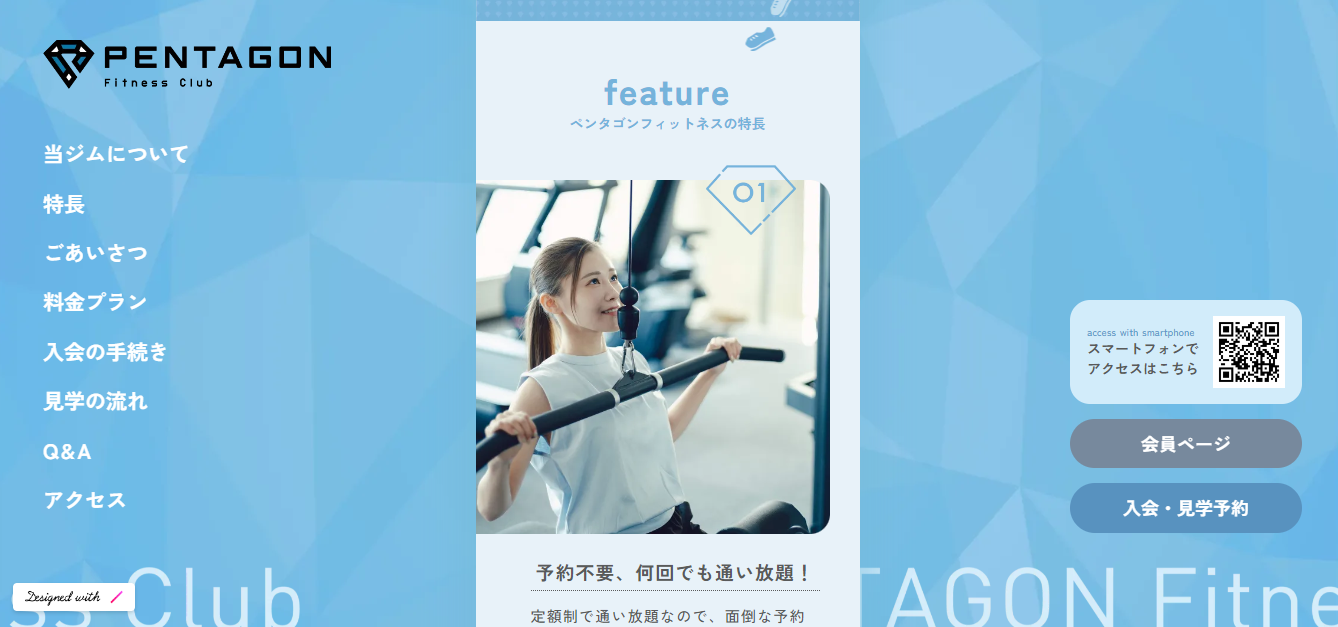 PENTAGON
Fitness Club
当ジムについて
特長
ごあいさつ
料金プラン
入会の手続き
見学の流れ
Q&A
アクセス
ss Club
Designed with
feature
ペンタゴンフィットネスの特長
01
予約不要、何回でも通い放題！
定額制で通い放題なので、面倒な予約
access with smartphone
スマートフォンで
アクセスはこちら
会員ページ
入会・見学予約
TAGON Fitne